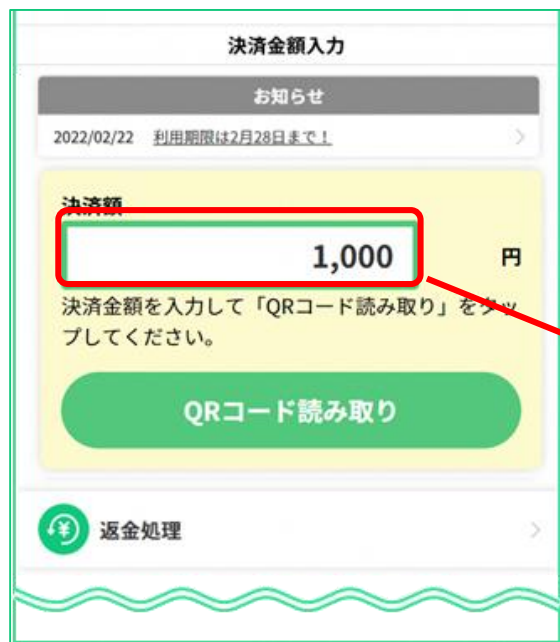 決済金額入力
お知らせ
2022/02/22 利用期限は2月28日まで！
決済額
1,000 円
決済金額を入力して「QRコード読み取り」をタッ
プしてください。
QRコード読み取り
¥ 返金処理